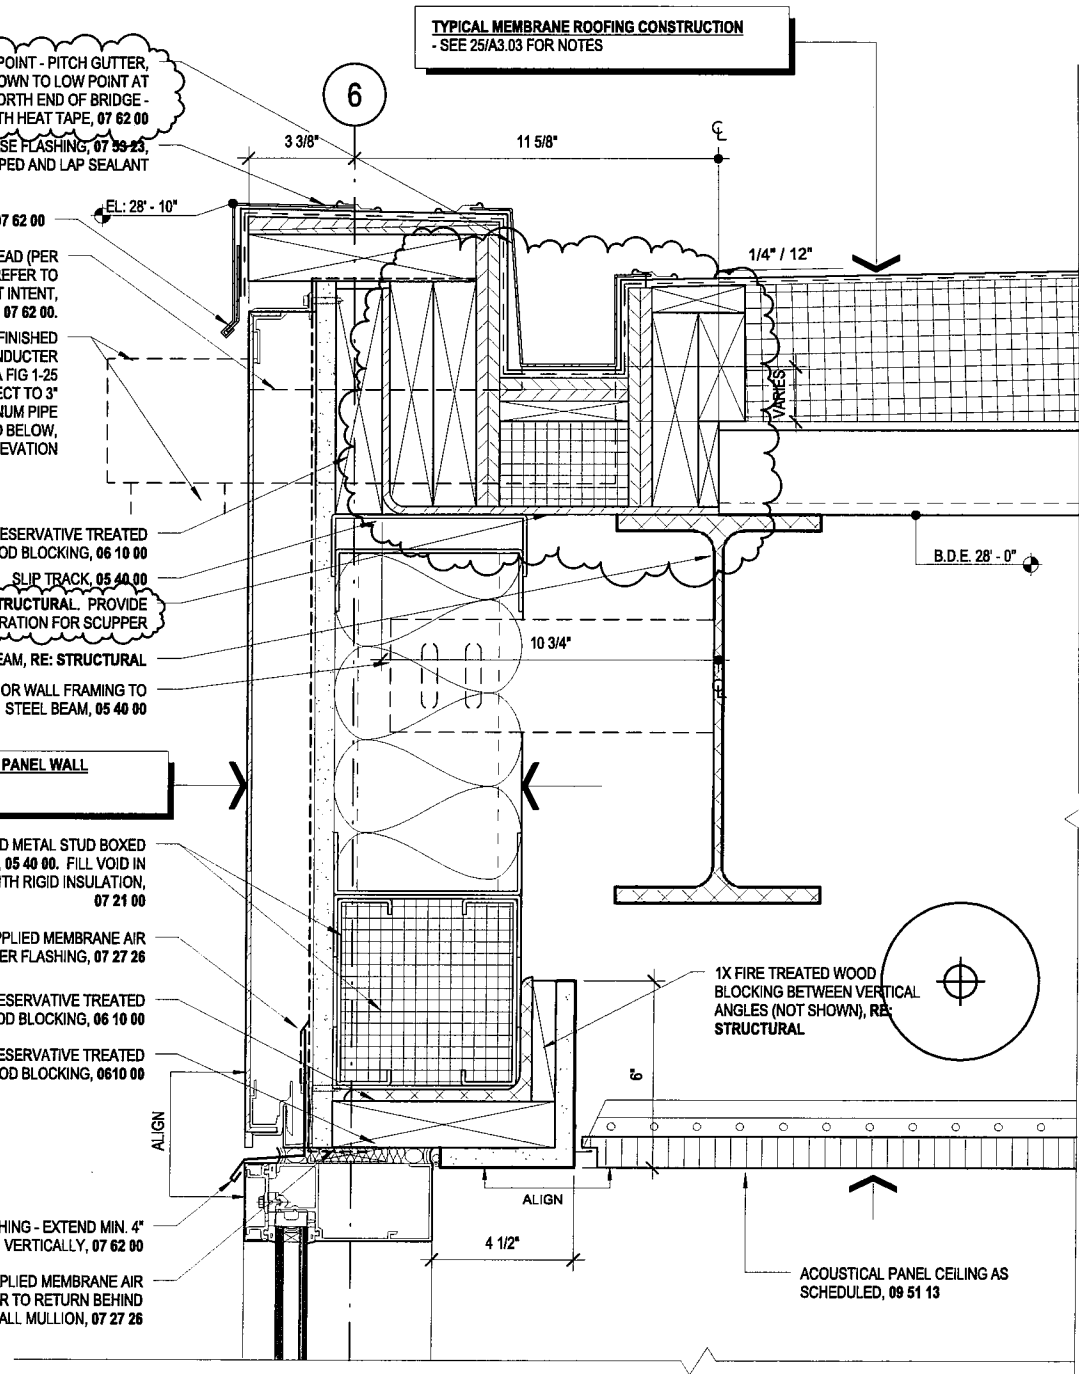 TYPICAL MEMBRANE ROOFING CONSTRUCTION
- SEE 25/A3.03 FOR NOTES
POINT - PITCH GUTTER,
OWN TO LOW POINT AT
ORTH END OF BRIDGE -
TH HEAT TAPE, 07 62 00
SE FLASHING, 07 53 23,
PED AND LAP SEALANT
6
3 3/8"
11 5/8"
EL: 28' - 10"
07 62 00
1/4" / 12"
EAD (PER
REFER TO
T INTENT,
07 62 00.
FINISHED
NDUCTER
A FIG 1-25
ECT TO 3"
NUM PIPE
D BELOW,
EVATION
VARIES
ESERVATIVE TREATED
OD BLOCKING, 06 10 00
SLIP TRACK, 05 40 00
TRUCTURAL. PROVIDE
RATION FOR SCUPPER
B.D.E. 28' - 0"
EAM, RE: STRUCTURAL
OR WALL FRAMING TO
STEEL BEAM, 05 40 00
10 3/4"
PANEL WALL
D METAL STUD BOXED
, 05 40 00. FILL VOID IN
TH RIGID INSULATION,
07 21 00
PPLIED MEMBRANE AIR
ER FLASHING, 07 27 26
ESERVATIVE TREATED
OD BLOCKING, 06 10 00
ESERVATIVE TREATED
OD BLOCKING, 0610 00
1X FIRE TREATED WOOD
BLOCKING BETWEEN VERTICAL
ANGLES (NOT SHOWN), RE:
STRUCTURAL
6"
ALIGN
ALIGN
HING - EXTEND MIN. 4"
VERTICALLY, 07 62 00
4 1/2"
PLIED MEMBRANE AIR
R TO RETURN BEHIND
ALL MULLION, 07 27 26
ACOUSTICAL PANEL CEILING AS
SCHEDULED, 09 51 13